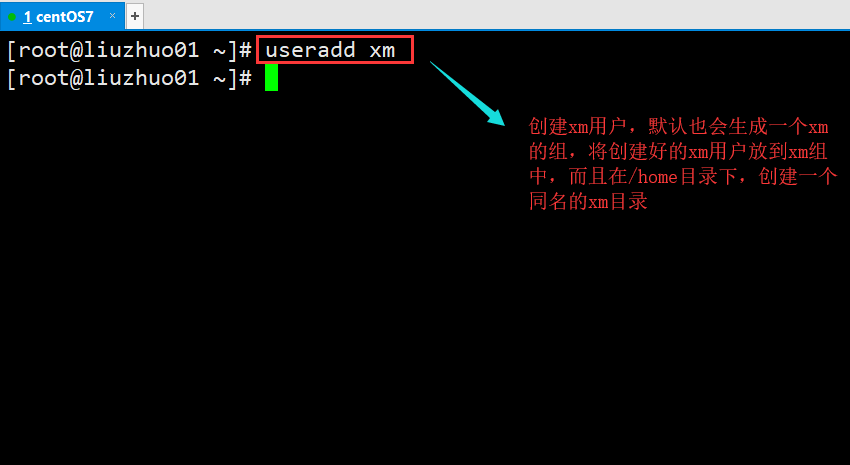 1 centOS7 × +
[root@liuzhuo01 ~]# useradd xm
[root@liuzhuo01 ~]#
创建xm用户，默认也会生成一个xm
的组，将创建好的xm用户放到xm组
中，而且在/home目录下，创建一个
同名的xm目录